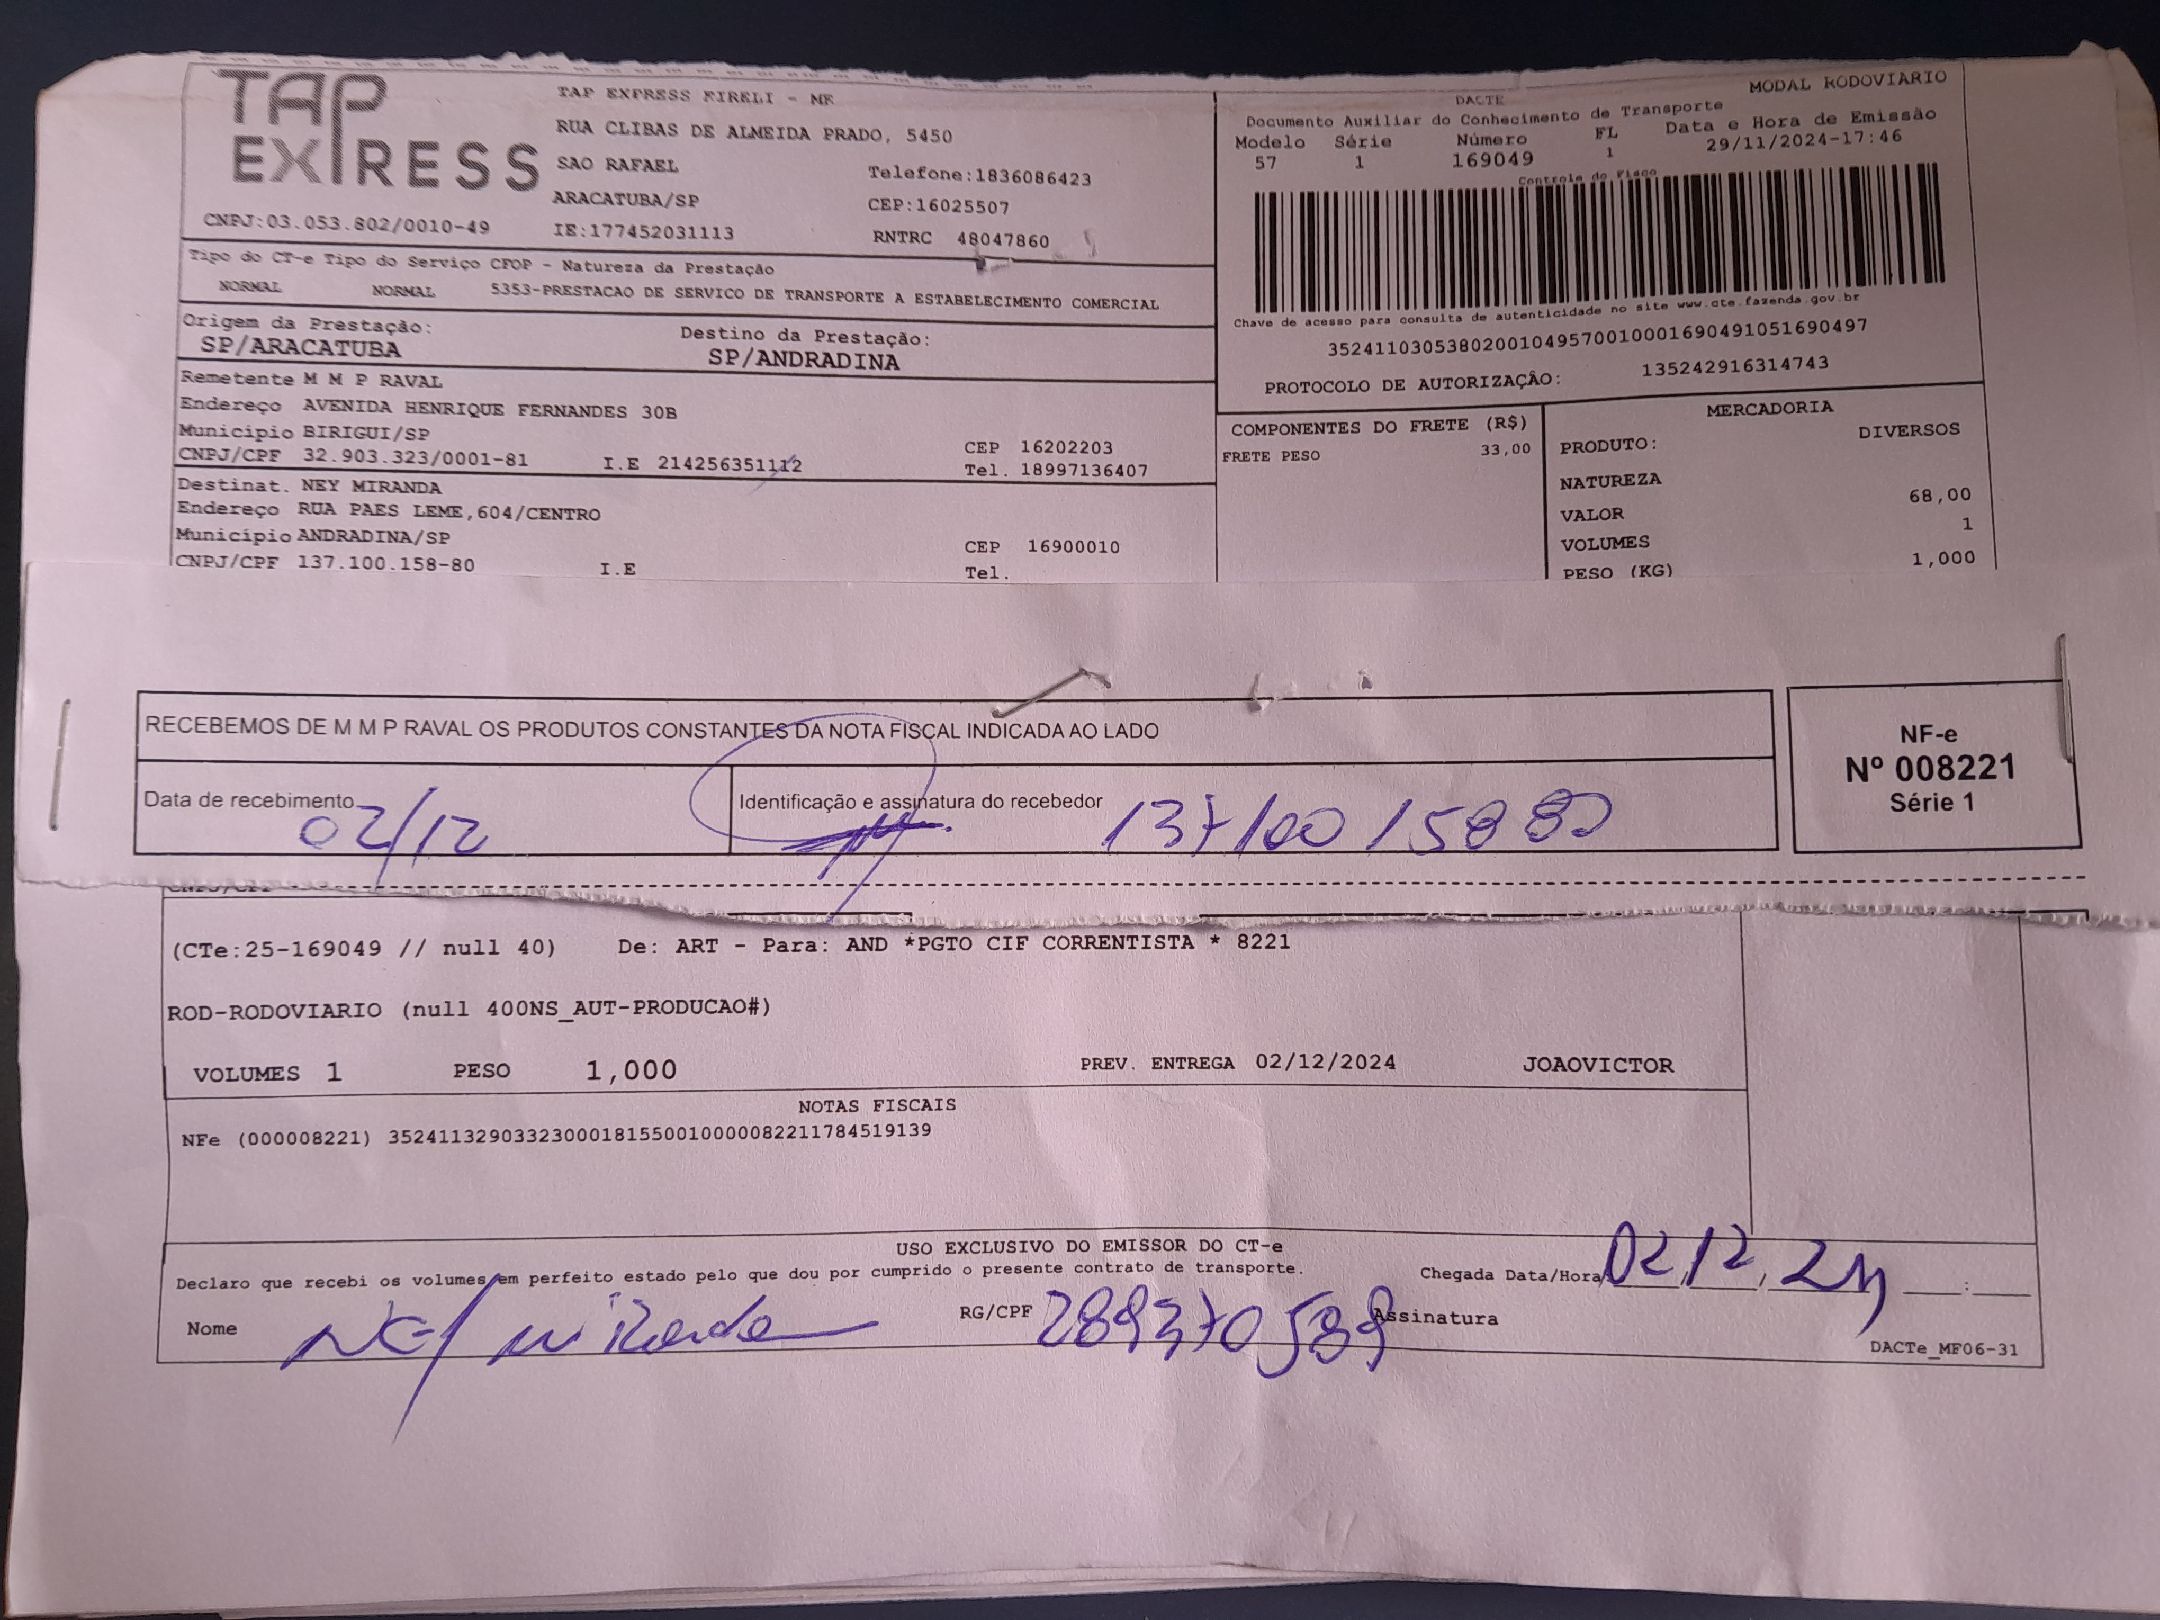 TAP EXPRESS
TAP EXPRESS EIRELI - ME
RUA CLIBAS DE ALMEIDA PRADO, 5450
SAO RAFAEL Telefone:1836086423
ARACATUBA/SP CEP:16025507
CNPJ:03.053.802/0010-49 IE:177452031113 RNTRC 48047860
MODAL RODOVIARIO
DACTE
Documento Auxiliar do Conhecimento de Transporte
Modelo Série Número FL Data e Hora de Emissão
57 1 169049 1 29/11/2024-17:46
Controle do Fisco
Chave de acesso para consulta de autenticidade no site www.cte.fazenda.gov.br
35241103053802001049570010001690491051690497
PROTOCOLO DE AUTORIZAÇÃO: 135242916314743
Tipo do CT-e Tipo do Serviço CFOP - Natureza da Prestação
NORMAL NORMAL 5353-PRESTACAO DE SERVICO DE TRANSPORTE A ESTABELECIMENTO COMERCIAL
Origem da Prestação: Destino da Prestação:
SP/ARACATUBA SP/ANDRADINA
Remetente M M P RAVAL
Endereço AVENIDA HENRIQUE FERNANDES 30B
Município BIRIGUI/SP CEP 16202203
CNPJ/CPF 32.903.323/0001-81 I.E 214256351112 Tel. 18997136407
Destinat. NEY MIRANDA
Endereço RUA PAES LEME,604/CENTRO
Município ANDRADINA/SP CEP 16900010
CNPJ/CPF 137.100.158-80 I.E Tel.
COMPONENTES DO FRETE (R$)
FRETE PESO 33,00
MERCADORIA
PRODUTO: DIVERSOS
NATUREZA
VALOR 68,00
VOLUMES 1
PESO (KG) 1,000
RECEBEMOS DE M M P RAVAL OS PRODUTOS CONSTANTES DA NOTA FISCAL INDICADA AO LADO
Data de recebimento 02/12
Identificação e assinatura do recebedor 137100 158 80
NF-e
Nº 008221
Série 1
(CTe:25-169049 // null 40) De: ART - Para: AND *PGTO CIF CORRENTISTA * 8221
ROD-RODOVIARIO (null 400NS_AUT-PRODUCAO#)
VOLUMES 1 PESO 1,000 PREV. ENTREGA 02/12/2024 JOAOVICTOR
NOTAS FISCAIS
NFe (000008221) 35241132903323000181550010000082211784519139
USO EXCLUSIVO DO EMISSOR DO CT-e
Declaro que recebi os volumes em perfeito estado pelo que dou por cumprido o presente contrato de transporte. Chegada Data/Hora 02/12/24 :
Nome Ney miranda RG/CPF 289370589 Assinatura
DACTe_MF06-31